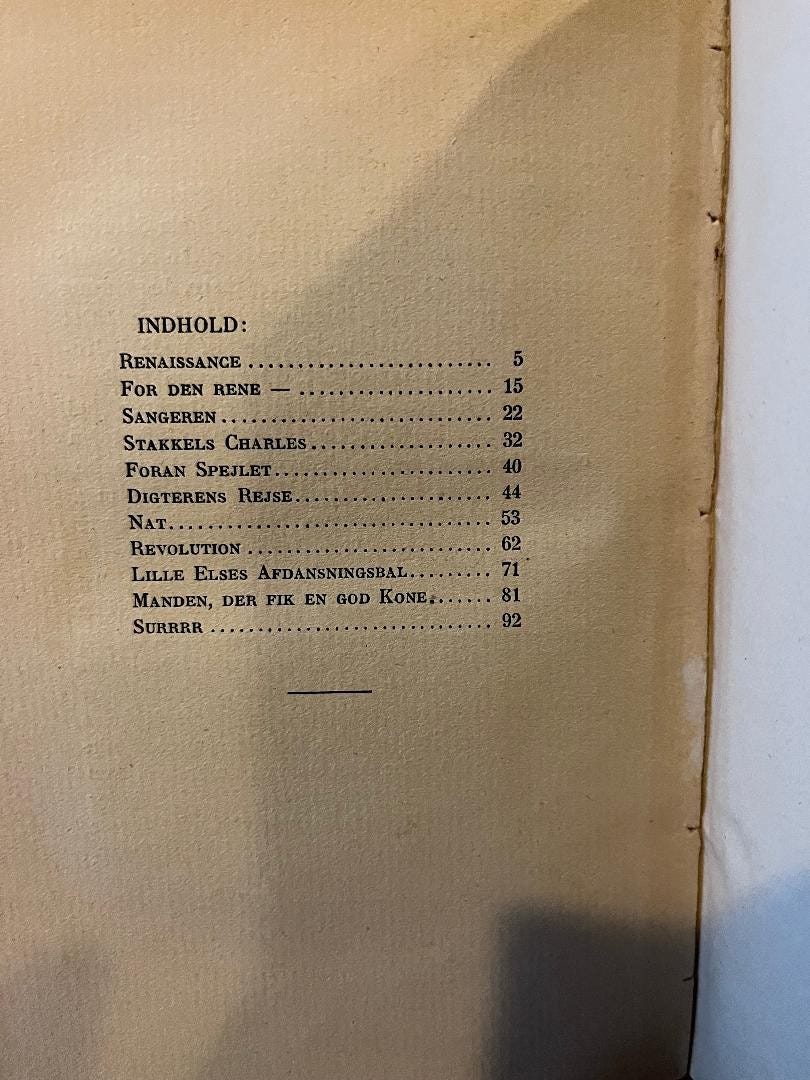 INDHOLD:
RENAISSANCE ........................ 5
FOR DEN RENE — .................... 15
SANGEREN ........................... 22
STAKKELS CHARLES ................... 32
FORAN SPEJLET ...................... 40
DIGTERENS REJSE .................... 44
NAT ................................ 53
REVOLUTION ......................... 62
LILLE ELSES AFDANSNINGSBAL ......... 71
MANDEN, DER FIK EN GOD KONE ....... 81
SURRRR ............................. 92